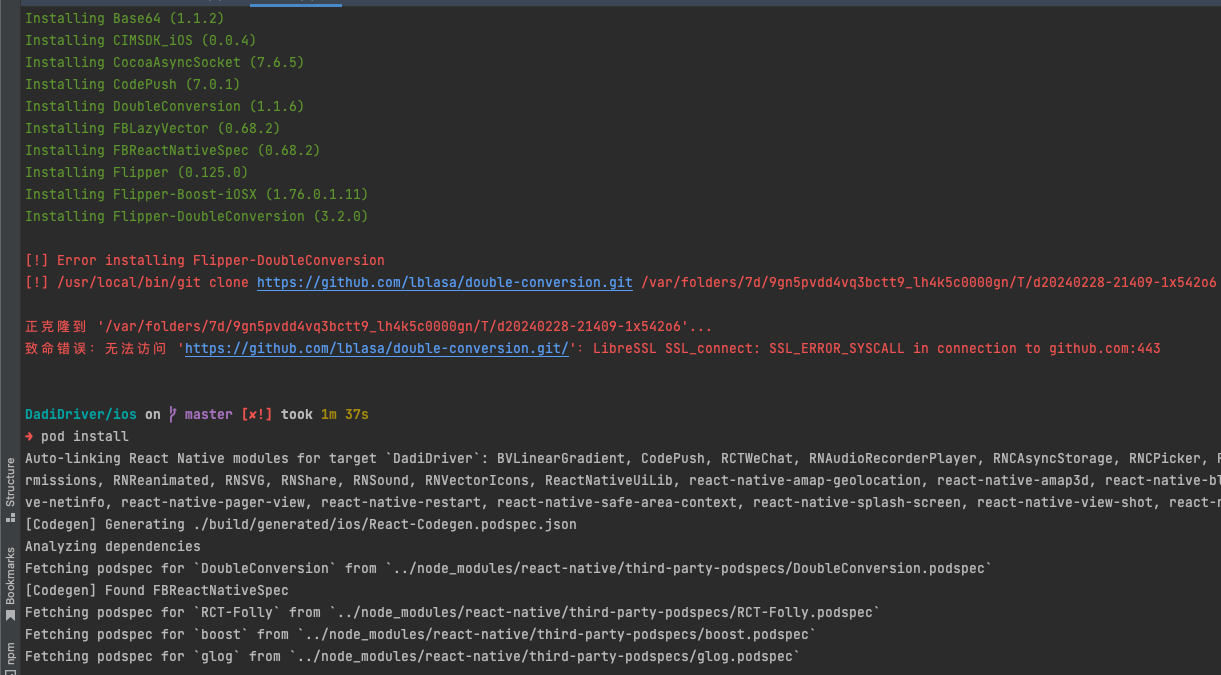 Installing Base64 (1.1.2)
Installing CIMSDK_iOS (0.0.4)
Installing CocoaAsyncSocket (7.6.5)
Installing CodePush (7.0.1)
Installing DoubleConversion (1.1.6)
Installing FBLazyVector (0.68.2)
Installing FBReactNativeSpec (0.68.2)
Installing Flipper (0.125.0)
Installing Flipper-Boost-iOSX (1.76.0.1.11)
Installing Flipper-DoubleConversion (3.2.0)
[!] Error installing Flipper-DoubleConversion
[!] /usr/local/bin/git clone https://github.com/lblasa/double-conversion.git /var/folders/7d/9gn5pvdd4vq3bctt9_lh4k5c0000gn/T/d20240228-21409-1x542o6
正克隆到 '/var/folders/7d/9gn5pvdd4vq3bctt9_lh4k5c0000gn/T/d20240228-21409-1x542o6'...
致命错误：无法访问 'https://github.com/lblasa/double-conversion.git/'：LibreSSL SSL_connect: SSL_ERROR_SYSCALL in connection to github.com:443
DadiDriver/ios on master [✘!] took 1m 37s
➜ pod install
Auto-linking React Native modules for target `DadiDriver`: BVLinearGradient, CodePush, RCTWeChat, RNAudioRecorderPlayer, RNCAsyncStorage, RNCPicker,
rmissions, RNReanimated, RNSVG, RNShare, RNSound, RNVectorIcons, ReactNativeUiLib, react-native-amap-geolocation, react-native-amap3d,
ve-netinfo, react-native-pager-view, react-native-restart, react-native-safe-area-context, react-native-splash-screen, react-native-view-shot,
[Codegen] Generating ./build/generated/ios/React-Codegen.podspec.json
Analyzing dependencies
Fetching podspec for `DoubleConversion` from `../node_modules/react-native/third-party-podspecs/DoubleConversion.podspec`
[Codegen] Found FBReactNativeSpec
Fetching podspec for `RCT-Folly` from `../node_modules/react-native/third-party-podspecs/RCT-Folly.podspec`
Fetching podspec for `boost` from `../node_modules/react-native/third-party-podspecs/boost.podspec`
Fetching podspec for `glog` from `../node_modules/react-native/third-party-podspecs/glog.podspec`
Structure
Bookmarks
npm